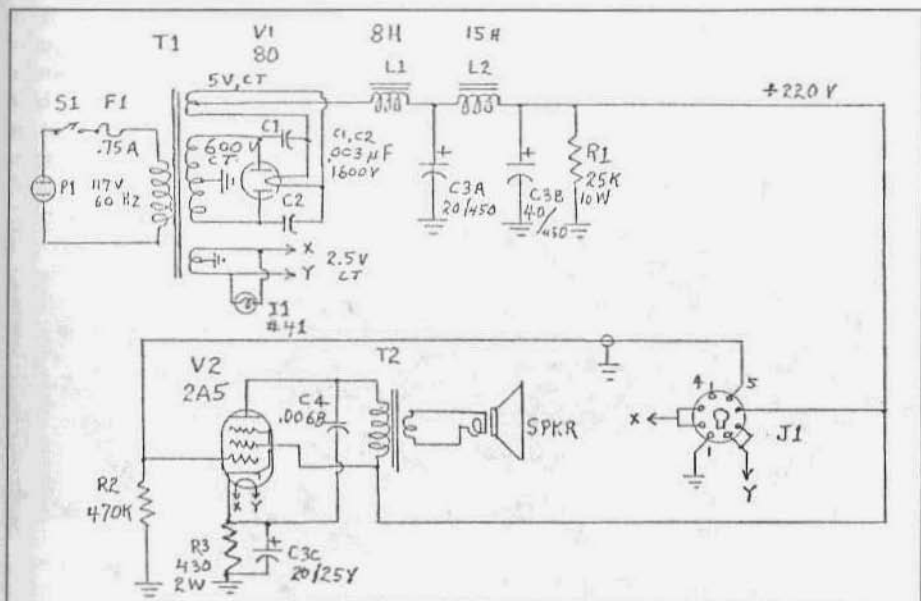 T1
V1
80
8H
15H
L1
L2
5V, CT
+220 V
S1
F1
.75A
P1
117V
60 HZ
600V
CT
C1
C2
C1, C2
.003 µF
1600V
C3A
20/450
C3B
40/450
R1
25K
10W
X
Y
2.5V
CT
I1
#41
V2
2A5
C4
.0068
T2
SPKR
4
5
X
J1
1
Y
X Y
R2
470K
R3
430
2W
C3C
20/25V